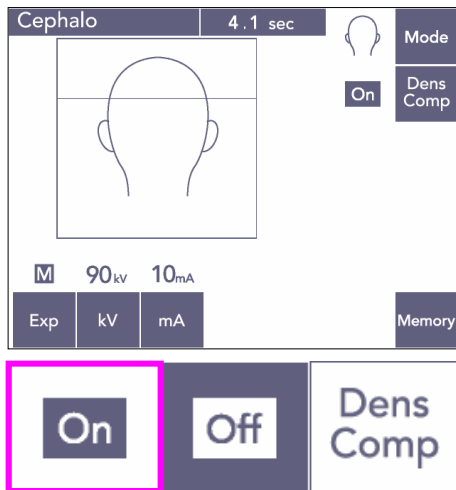 Cephalo 4.1 sec
Mode
On
Dens
Comp
M 90kV 10mA
Exp kV mA Memory
On Off Dens
Comp